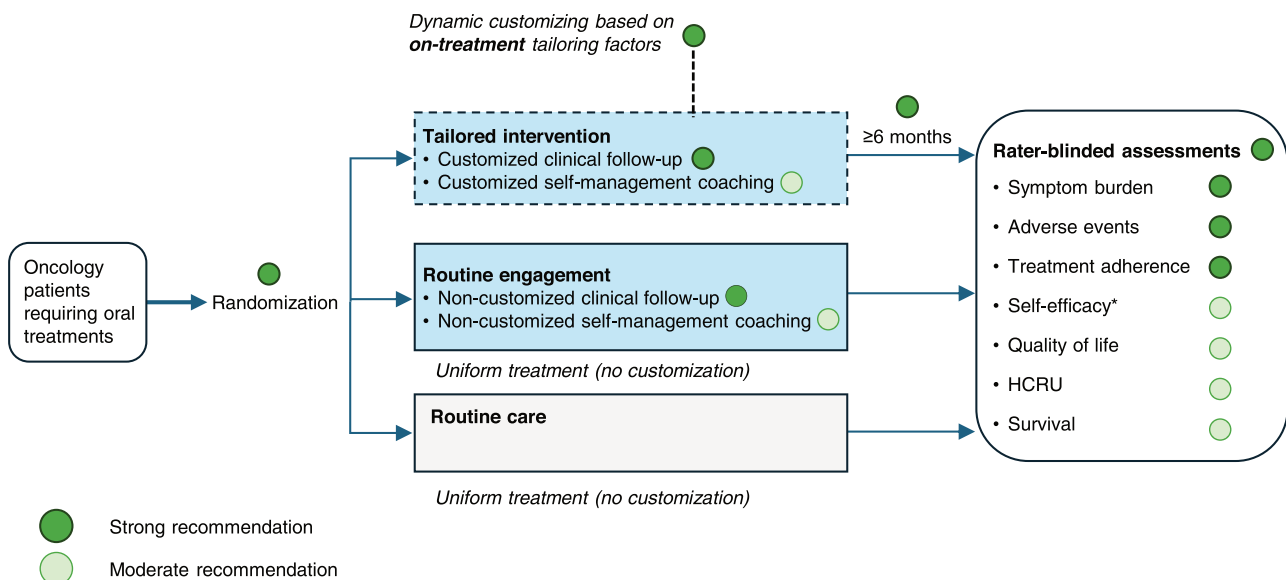 Dynamic customizing based on
on-treatment tailoring factors
≥6 months
Tailored intervention
• Customized clinical follow-up
• Customized self-management coaching
Oncology
patients
requiring oral
treatments
Randomization
Routine engagement
• Non-customized clinical follow-up
• Non-customized self-management coaching
Uniform treatment (no customization)
Routine care
Uniform treatment (no customization)
Rater-blinded assessments
• Symptom burden
• Adverse events
• Treatment adherence
• Self-efficacy*
• Quality of life
• HCRU
• Survival
Strong recommendation
Moderate recommendation